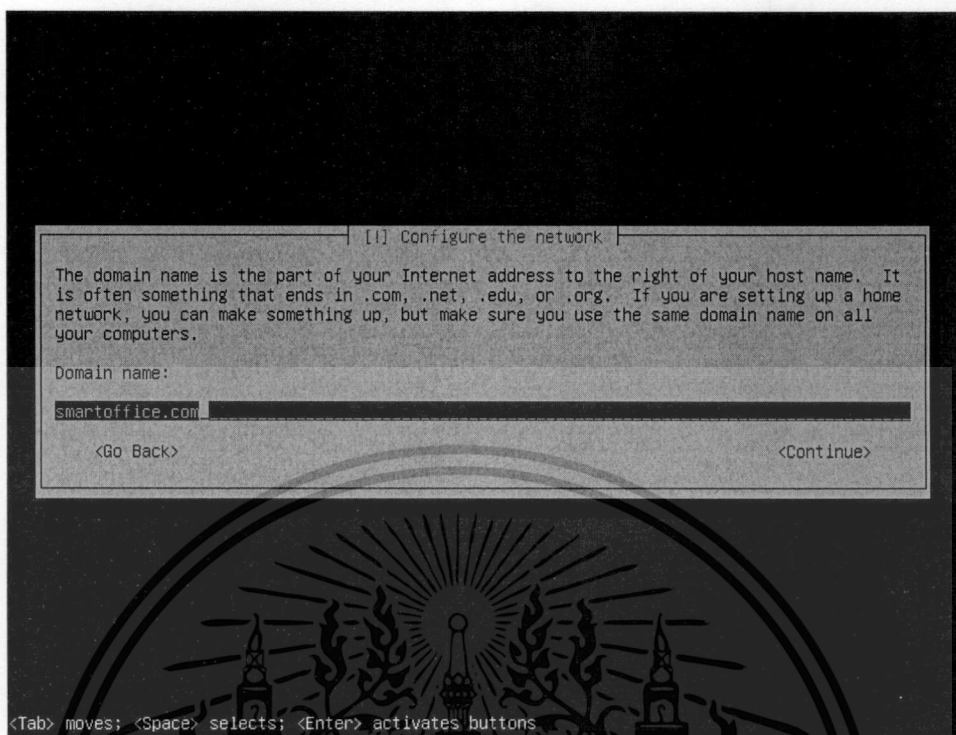 [!] Configure the network
The domain name is the part of your Internet address to the right of your host name.  It
is often something that ends in .com, .net, .edu, or .org.  If you are setting up a home
network, you can make something up, but make sure you use the same domain name on all
your computers.
Domain name:
smartoffice.com
<Go Back> <Continue>
<Tab> moves; <Space> selects; <Enter> activates buttons